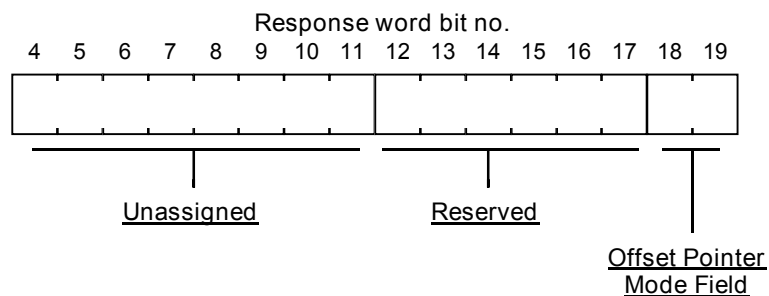 Response word bit no.
4 5 6 7 8 9 10 11 12 13 14 15 16 17 18 19
Unassigned Reserved
Offset Pointer
Mode Field